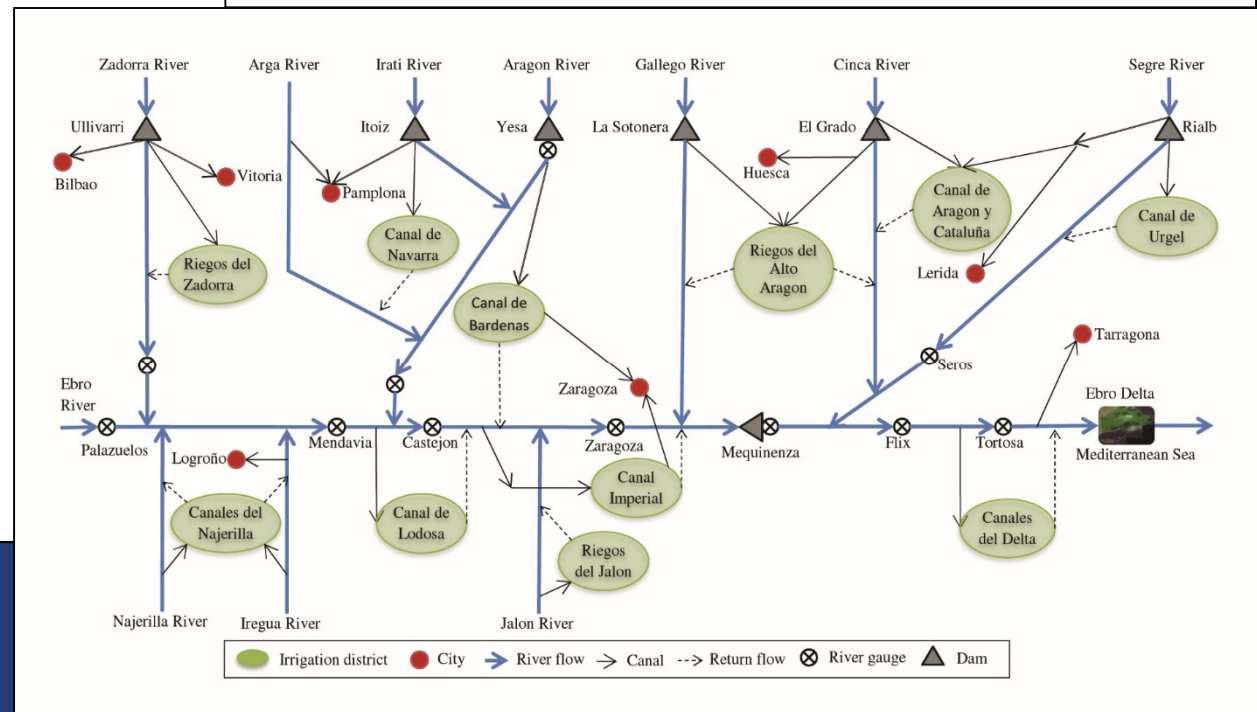 Zadorra River
Arga River
Irati River
Aragon River
Gallego River
Cinca River
Segre River
Ullivarri
Itoiz
Yesa
La Sotonera
El Grado
Rialb
Bilbao
Vitoria
Pamplona
Huesca
Canal de
Navarra
Canal de
Aragon y
Cataluña
Canal de
Urgel
Riegos del
Zadorra
Riegos del
Alto
Aragon
Lerida
Canal de
Bardenas
Tarragona
Seros
Zaragoza
Ebro
River
Ebro Delta
Palazuelos
Mendavia
Castejon
Zaragoza
Mequinenza
Flix
Tortosa
Mediterranean Sea
Logroño
Canal
Imperial
Canales del
Najerilla
Canal de
Lodosa
Canales
del Delta
Riegos
del Jalon
Najerilla River
Iregua River
Jalon River
Irrigation district
City
River flow
Canal
Return flow
River gauge
Dam